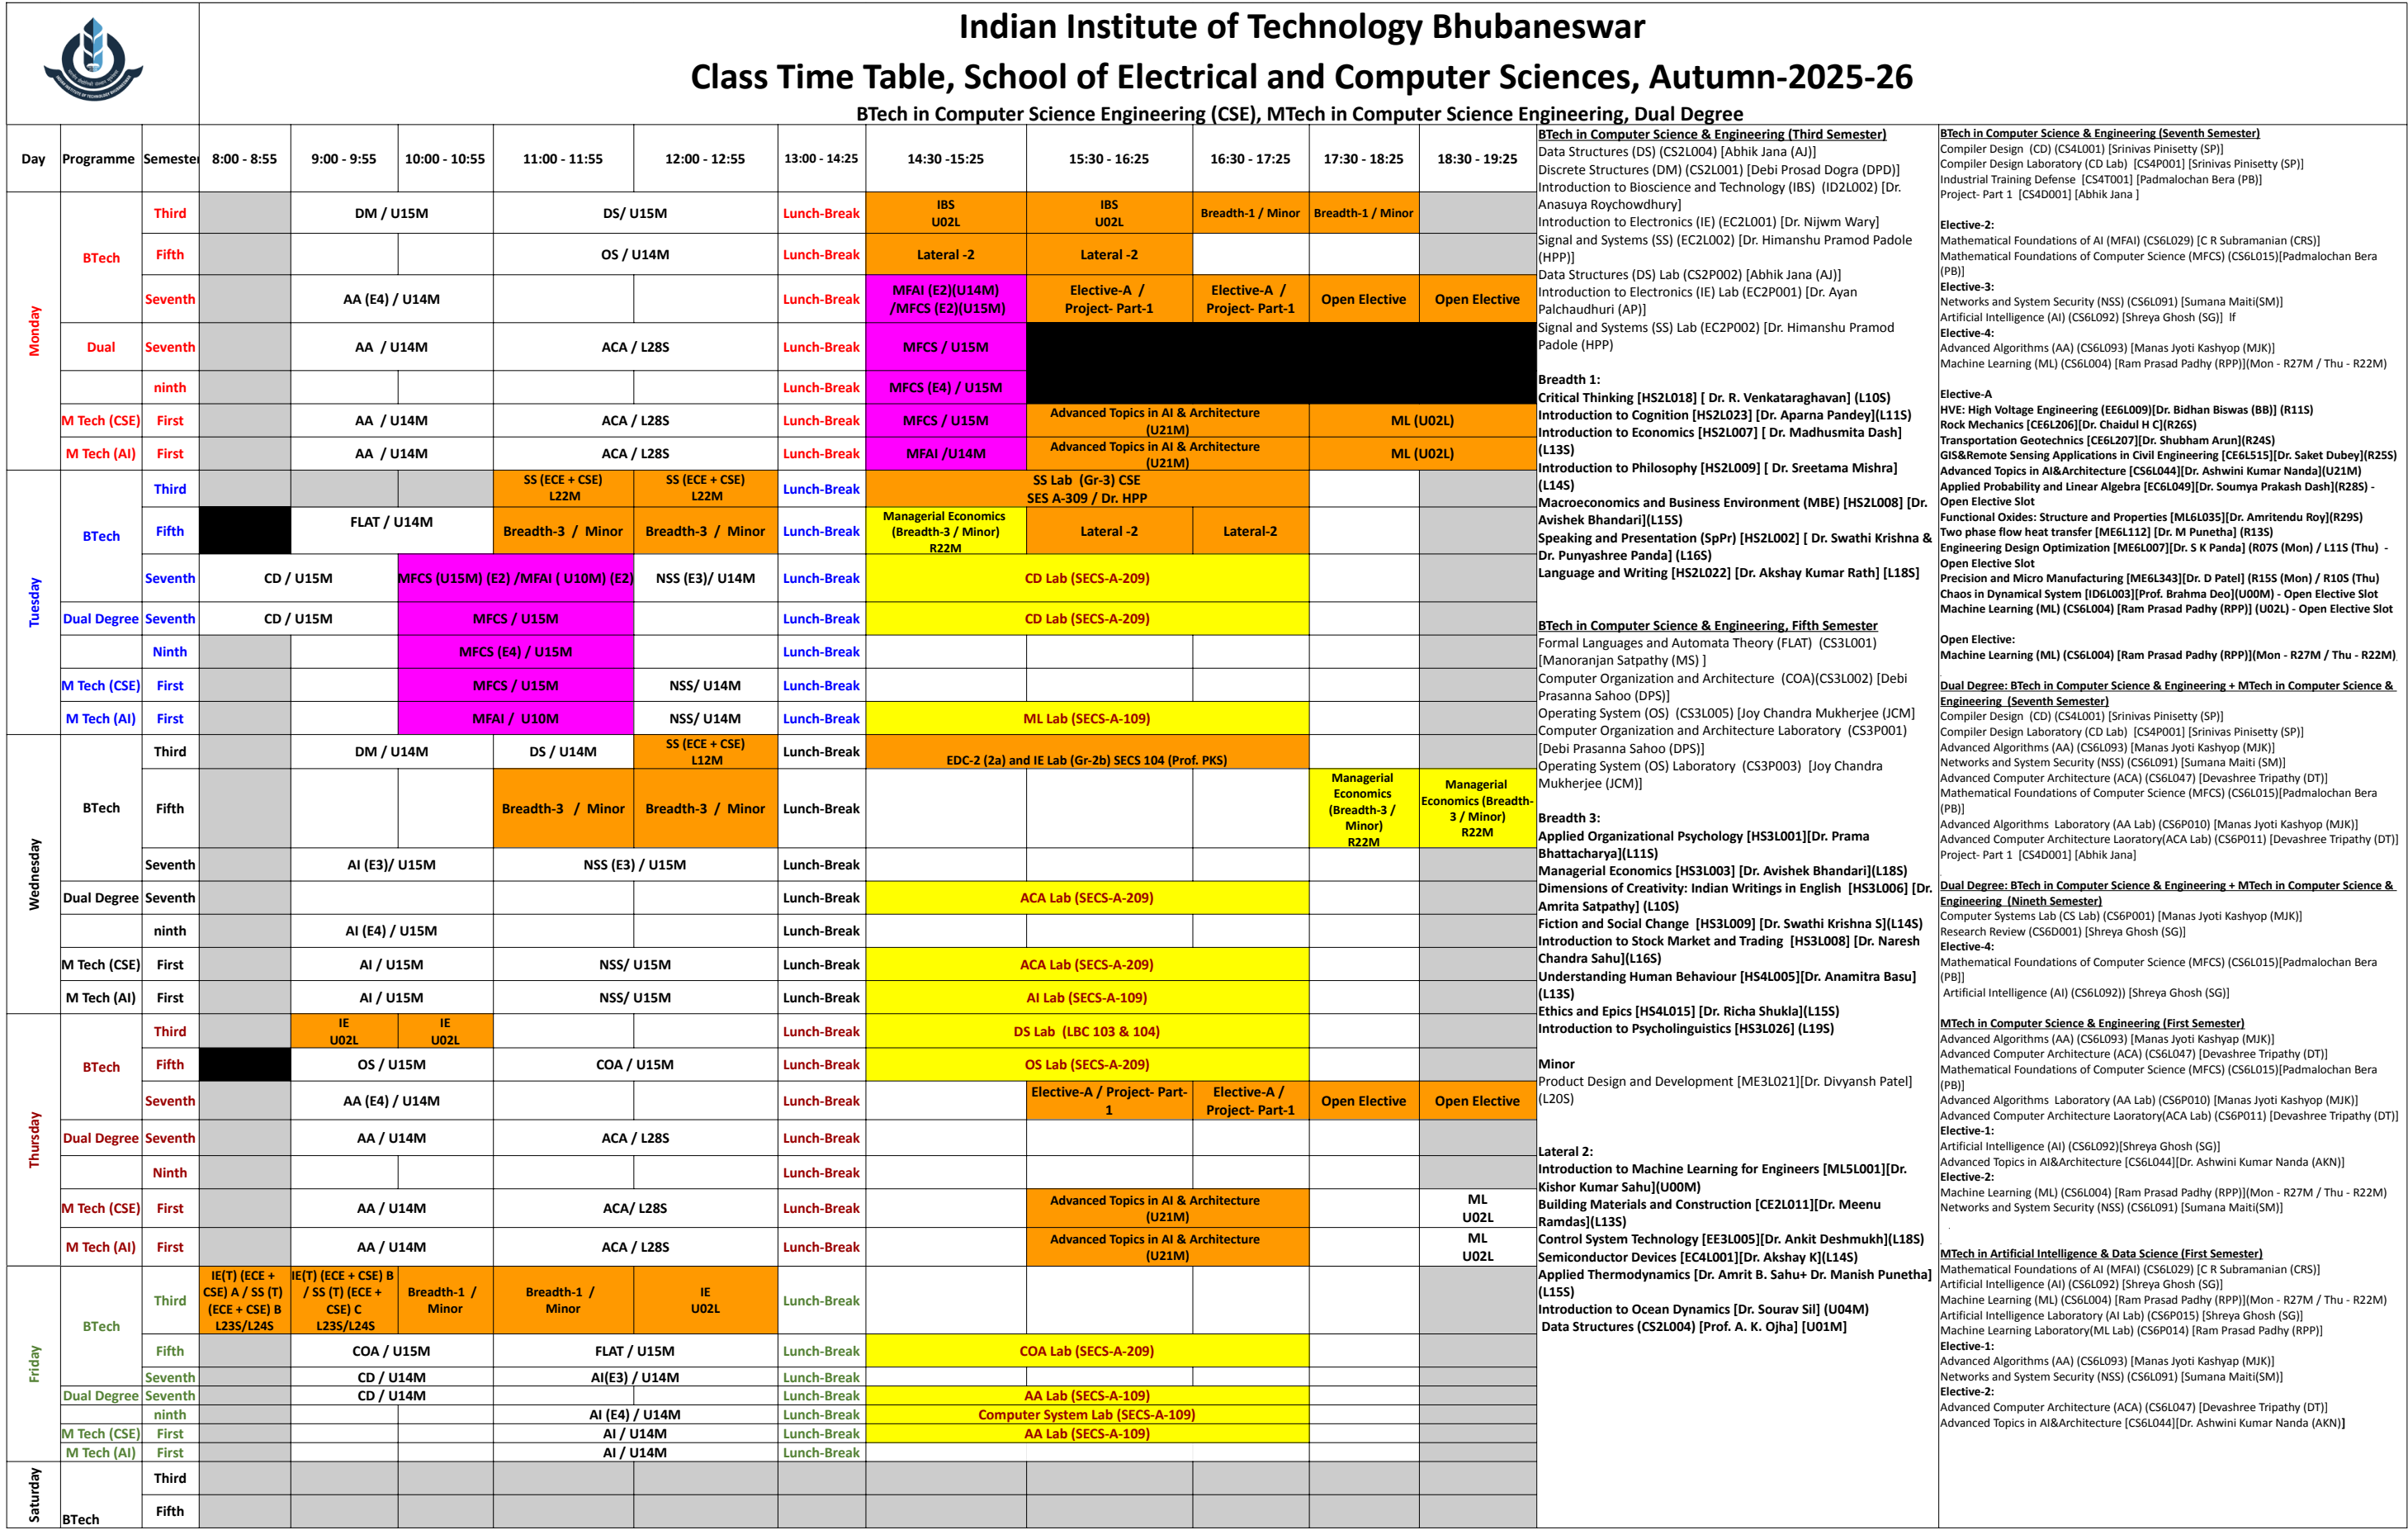 Indian Institute of Technology Bhubaneswar
Class Time Table, School of Electrical and Computer Sciences, Autumn-2025-26
BTech in Computer Science Engineering (CSE), MTech in Computer Science Engineering, Dual Degree
Day Programme Semester 8:00 - 8:55 9:00 - 9:55 10:00 - 10:55 11:00 - 11:55 12:00 - 12:55 13:00 - 14:25 14:30 -15:25 15:30 - 16:25 16:30 - 17:25 17:30 - 18:25 18:30 - 19:25
Monday
BTech
Third DM / U15M DS/ U15M Lunch-Break IBS U02L IBS U02L Breadth-1 / Minor Breadth-1 / Minor
Fifth OS / U14M Lunch-Break Lateral -2 Lateral -2
Seventh AA (E4) / U14M Lunch-Break MFAI (E2)(U14M) /MFCS (E2)(U15M) Elective-A / Project- Part-1 Elective-A / Project- Part-1 Open Elective Open Elective
Dual Seventh AA / U14M ACA / L28S Lunch-Break MFCS / U15M
ninth Lunch-Break MFCS (E4) / U15M
M Tech (CSE) First AA / U14M ACA / L28S Lunch-Break MFCS / U15M Advanced Topics in AI & Architecture (U21M) ML (U02L)
M Tech (AI) First AA / U14M ACA / L28S Lunch-Break MFAI /U14M Advanced Topics in AI & Architecture (U21M) ML (U02L)
Tuesday
BTech
Third SS (ECE + CSE) L22M SS (ECE + CSE) L22M Lunch-Break SS Lab (Gr-3) CSE SES A-309 / Dr. HPP
Fifth FLAT / U14M Breadth-3 / Minor Breadth-3 / Minor Lunch-Break Managerial Economics (Breadth-3 / Minor) R22M Lateral -2 Lateral-2
Seventh CD / U15M MFCS (U15M) (E2) /MFAI ( U10M) (E2) NSS (E3)/ U14M Lunch-Break CD Lab (SECS-A-209)
Dual Degree Seventh CD / U15M MFCS / U15M Lunch-Break CD Lab (SECS-A-209)
Ninth MFCS (E4) / U15M Lunch-Break
M Tech (CSE) First MFCS / U15M NSS/ U14M Lunch-Break
M Tech (AI) First MFAI / U10M NSS/ U14M Lunch-Break ML Lab (SECS-A-109)
Wednesday
BTech
Third DM / U14M DS / U14M SS (ECE + CSE) L12M Lunch-Break EDC-2 (2a) and IE Lab (Gr-2b) SECS 104 (Prof. PKS)
Fifth Breadth-3 / Minor Breadth-3 / Minor Lunch-Break Managerial Economics (Breadth-3 / Minor) R22M Managerial Economics (Breadth-3 / Minor) R22M
Seventh AI (E3)/ U15M NSS (E3) / U15M Lunch-Break
Dual Degree Seventh Lunch-Break ACA Lab (SECS-A-209)
ninth AI (E4) / U15M Lunch-Break
M Tech (CSE) First AI / U15M NSS/ U15M Lunch-Break ACA Lab (SECS-A-209)
M Tech (AI) First AI / U15M NSS/ U15M Lunch-Break AI Lab (SECS-A-109)
Thursday
BTech
Third IE U02L IE U02L Lunch-Break DS Lab (LBC 103 & 104)
Fifth OS / U15M COA / U15M Lunch-Break OS Lab (SECS-A-209)
Seventh AA (E4) / U14M Lunch-Break Elective-A / Project- Part-1 Elective-A / Project- Part-1 Open Elective Open Elective
Dual Degree Seventh AA / U14M ACA / L28S Lunch-Break
Ninth Lunch-Break
M Tech (CSE) First AA / U14M ACA/ L28S Lunch-Break Advanced Topics in AI & Architecture (U21M) ML U02L
M Tech (AI) First AA / U14M ACA / L28S Lunch-Break Advanced Topics in AI & Architecture (U21M) ML U02L
Friday
BTech
Third IE(T) (ECE + CSE) A / SS (T) (ECE + CSE) B L23S/L24S IE(T) (ECE + CSE) B / SS (T) (ECE + CSE) C L23S/L24S Breadth-1 / Minor Breadth-1 / Minor IE U02L Lunch-Break
Fifth COA / U15M FLAT / U15M Lunch-Break COA Lab (SECS-A-209)
Seventh CD / U14M AI(E3) / U14M Lunch-Break
Dual Degree Seventh CD / U14M Lunch-Break AA Lab (SECS-A-109)
ninth AI (E4) / U14M Lunch-Break Computer System Lab (SECS-A-109)
M Tech (CSE) First AI / U14M Lunch-Break AA Lab (SECS-A-109)
M Tech (AI) First AI / U14M Lunch-Break
Saturday
BTech
Third
Fifth
BTech in Computer Science & Engineering (Third Semester)
Data Structures (DS) (CS2L004) [Abhik Jana (AJ)]
Discrete Structures (DM) (CS2L001) [Debi Prosad Dogra (DPD)]
Introduction to Bioscience and Technology (IBS) (ID2L002) [Dr.
Anasuya Roychowdhury]
Introduction to Electronics (IE) (EC2L001) [Dr. Nijwm Wary]
Signal and Systems (SS) (EC2L002) [Dr. Himanshu Pramod Padole
(HPP)]
Data Structures (DS) Lab (CS2P002) [Abhik Jana (AJ)]
Introduction to Electronics (IE) Lab (EC2P001) [Dr. Ayan
Palchaudhuri (AP)]
Signal and Systems (SS) Lab (EC2P002) [Dr. Himanshu Pramod
Padole (HPP)
Breadth 1:
Critical Thinking [HS2L018] [ Dr. R. Venkataraghavan] (L10S)
Introduction to Cognition [HS2L023] [Dr. Aparna Pandey](L11S)
Introduction to Economics [HS2L007] [ Dr. Madhusmita Dash]
(L13S)
Introduction to Philosophy [HS2L009] [ Dr. Sreetama Mishra]
(L14S)
Macroeconomics and Business Environment (MBE) [HS2L008] [Dr.
Avishek Bhandari](L15S)
Speaking and Presentation (SpPr) [HS2L002] [ Dr. Swathi Krishna &
Dr. Punyashree Panda] (L16S)
Language and Writing [HS2L022] [Dr. Akshay Kumar Rath] [L18S]
BTech in Computer Science & Engineering, Fifth Semester
Formal Languages and Automata Theory (FLAT) (CS3L001)
[Manoranjan Satpathy (MS) ]
Computer Organization and Architecture (COA)(CS3L002) [Debi
Prasanna Sahoo (DPS)]
Operating System (OS) (CS3L005) [Joy Chandra Mukherjee (JCM]
Computer Organization and Architecture Laboratory (CS3P001)
[Debi Prasanna Sahoo (DPS)]
Operating System (OS) Laboratory (CS3P003) [Joy Chandra
Mukherjee (JCM)]
Breadth 3:
Applied Organizational Psychology [HS3L001][Dr. Prama
Bhattacharya](L11S)
Managerial Economics [HS3L003] [Dr. Avishek Bhandari](L18S)
Dimensions of Creativity: Indian Writings in English [HS3L006] [Dr.
Amrita Satpathy] (L10S)
Fiction and Social Change [HS3L009] [Dr. Swathi Krishna S](L14S)
Introduction to Stock Market and Trading [HS3L008] [Dr. Naresh
Chandra Sahu](L16S)
Understanding Human Behaviour [HS4L005][Dr. Anamitra Basu]
(L13S)
Ethics and Epics [HS4L015] [Dr. Richa Shukla](L15S)
Introduction to Psycholinguistics [HS3L026] (L19S)
Minor
Product Design and Development [ME3L021][Dr. Divyansh Patel]
(L20S)
Lateral 2:
Introduction to Machine Learning for Engineers [ML5L001][Dr.
Kishor Kumar Sahu](U00M)
Building Materials and Construction [CE2L011][Dr. Meenu
Ramdas](L13S)
Control System Technology [EE3L005][Dr. Ankit Deshmukh](L18S)
Semiconductor Devices [EC4L001][Dr. Akshay K](L14S)
Applied Thermodynamics [Dr. Amrit B. Sahu+ Dr. Manish Punetha]
(L15S)
Introduction to Ocean Dynamics [Dr. Sourav Sil] (U04M)
Data Structures (CS2L004) [Prof. A. K. Ojha] [U01M]
BTech in Computer Science & Engineering (Seventh Semester)
Compiler Design (CD) (CS4L001) [Srinivas Pinisetty (SP)]
Compiler Design Laboratory (CD Lab) [CS4P001] [Srinivas Pinisetty (SP)]
Industrial Training Defense [CS4T001] [Padmalochan Bera (PB)]
Project- Part 1 [CS4D001] [Abhik Jana ]
Elective-2:
Mathematical Foundations of AI (MFAI) (CS6L029) [C R Subramanian (CRS)]
Mathematical Foundations of Computer Science (MFCS) (CS6L015)[Padmalochan Bera
(PB)]
Elective-3:
Networks and System Security (NSS) (CS6L091) [Sumana Maiti(SM)]
Artificial Intelligence (AI) (CS6L092) [Shreya Ghosh (SG)] If
Elective-4:
Advanced Algorithms (AA) (CS6L093) [Manas Jyoti Kashyop (MJK)]
Machine Learning (ML) (CS6L004) [Ram Prasad Padhy (RPP)](Mon - R27M / Thu - R22M)
Elective-A
HVE: High Voltage Engineering (EE6L009)[Dr. Bidhan Biswas (BB)] (R11S)
Rock Mechanics [CE6L206][Dr. Chaidul H C](R26S)
Transportation Geotechnics [CE6L207][Dr. Shubham Arun](R24S)
GIS&Remote Sensing Applications in Civil Engineering [CE6L515][Dr. Saket Dubey](R25S)
Advanced Topics in AI&Architecture [CS6L044][Dr. Ashwini Kumar Nanda](U21M)
Applied Probability and Linear Algebra [EC6L049][Dr. Soumya Prakash Dash](R28S) -
Open Elective Slot
Functional Oxides: Structure and Properties [ML6L035][Dr. Amritendu Roy](R29S)
Two phase flow heat transfer [ME6L112] [Dr. M Punetha] (R13S)
Engineering Design Optimization [ME6L007][Dr. S K Panda] (R07S (Mon) / L11S (Thu) -
Open Elective Slot
Precision and Micro Manufacturing [ME6L343][Dr. D Patel] (R15S (Mon) / R10S (Thu)
Chaos in Dynamical System [ID6L003][Prof. Brahma Deo](U00M) - Open Elective Slot
Machine Learning (ML) (CS6L004) [Ram Prasad Padhy (RPP)] (U02L) - Open Elective Slot
Open Elective:
Machine Learning (ML) (CS6L004) [Ram Prasad Padhy (RPP)](Mon - R27M / Thu - R22M)
Dual Degree: BTech in Computer Science & Engineering + MTech in Computer Science &
Engineering (Seventh Semester)
Compiler Design (CD) (CS4L001) [Srinivas Pinisetty (SP)]
Compiler Design Laboratory (CD Lab) [CS4P001] [Srinivas Pinisetty (SP)]
Advanced Algorithms (AA) (CS6L093) [Manas Jyoti Kashyop (MJK)]
Networks and System Security (NSS) (CS6L091) [Sumana Maiti (SM)]
Advanced Computer Architecture (ACA) (CS6L047) [Devashree Tripathy (DT)]
Mathematical Foundations of Computer Science (MFCS) (CS6L015)[Padmalochan Bera
(PB)]
Advanced Algorithms Laboratory (AA Lab) (CS6P010) [Manas Jyoti Kashyop (MJK)]
Advanced Computer Architecture Laoratory(ACA Lab) (CS6P011) [Devashree Tripathy (DT)]
Project- Part 1 [CS4D001] [Abhik Jana]
Dual Degree: BTech in Computer Science & Engineering + MTech in Computer Science &
Engineering (Nineth Semester)
Computer Systems Lab (CS Lab) (CS6P001) [Manas Jyoti Kashyop (MJK)]
Research Review (CS6D001) [Shreya Ghosh (SG)]
Elective-4:
Mathematical Foundations of Computer Science (MFCS) (CS6L015)[Padmalochan Bera
(PB)]
Artificial Intelligence (AI) (CS6L092)) [Shreya Ghosh (SG)]
MTech in Computer Science & Engineering (First Semester)
Advanced Algorithms (AA) (CS6L093) [Manas Jyoti Kashyap (MJK)]
Advanced Computer Architecture (ACA) (CS6L047) [Devashree Tripathy (DT)]
Mathematical Foundations of Computer Science (MFCS) (CS6L015)[Padmalochan Bera
(PB)]
Advanced Algorithms Laboratory (AA Lab) (CS6P010) [Manas Jyoti Kashyop (MJK)]
Advanced Computer Architecture Laoratory(ACA Lab) (CS6P011) [Devashree Tripathy (DT)]
Elective-1:
Artificial Intelligence (AI) (CS6L092)[Shreya Ghosh (SG)]
Advanced Topics in AI&Architecture [CS6L044][Dr. Ashwini Kumar Nanda (AKN)]
Elective-2:
Machine Learning (ML) (CS6L004) [Ram Prasad Padhy (RPP)](Mon - R27M / Thu - R22M)
Networks and System Security (NSS) (CS6L091) [Sumana Maiti(SM)]
MTech in Artificial Intelligence & Data Science (First Semester)
Mathematical Foundations of AI (MFAI) (CS6L029) [C R Subramanian (CRS)]
Artificial Intelligence (AI) (CS6L092) [Shreya Ghosh (SG)]
Machine Learning (ML) (CS6L004) [Ram Prasad Padhy (RPP)](Mon - R27M / Thu - R22M)
Artificial Intelligence Laboratory (AI Lab) (CS6P015) [Shreya Ghosh (SG)]
Machine Learning Laboratory(ML Lab) (CS6P014) [Ram Prasad Padhy (RPP)]
Elective-1:
Advanced Algorithms (AA) (CS6L093) [Manas Jyoti Kashyap (MJK)]
Networks and System Security (NSS) (CS6L091) [Sumana Maiti(SM)]
Elective-2:
Advanced Computer Architecture (ACA) (CS6L047) [Devashree Tripathy (DT)]
Advanced Topics in AI&Architecture [CS6L044][Dr. Ashwini Kumar Nanda (AKN)]